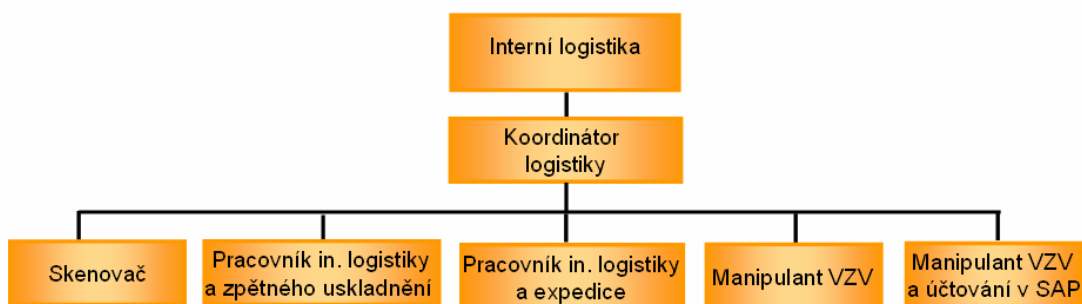 Interní logistika
Koordinátor
logistiky
Skenovač
Pracovník in. logistiky
a zpětného uskladnění
Pracovník in. logistiky
a expedice
Manipulant VZV
Manipulant VZV
a účtování v SAP